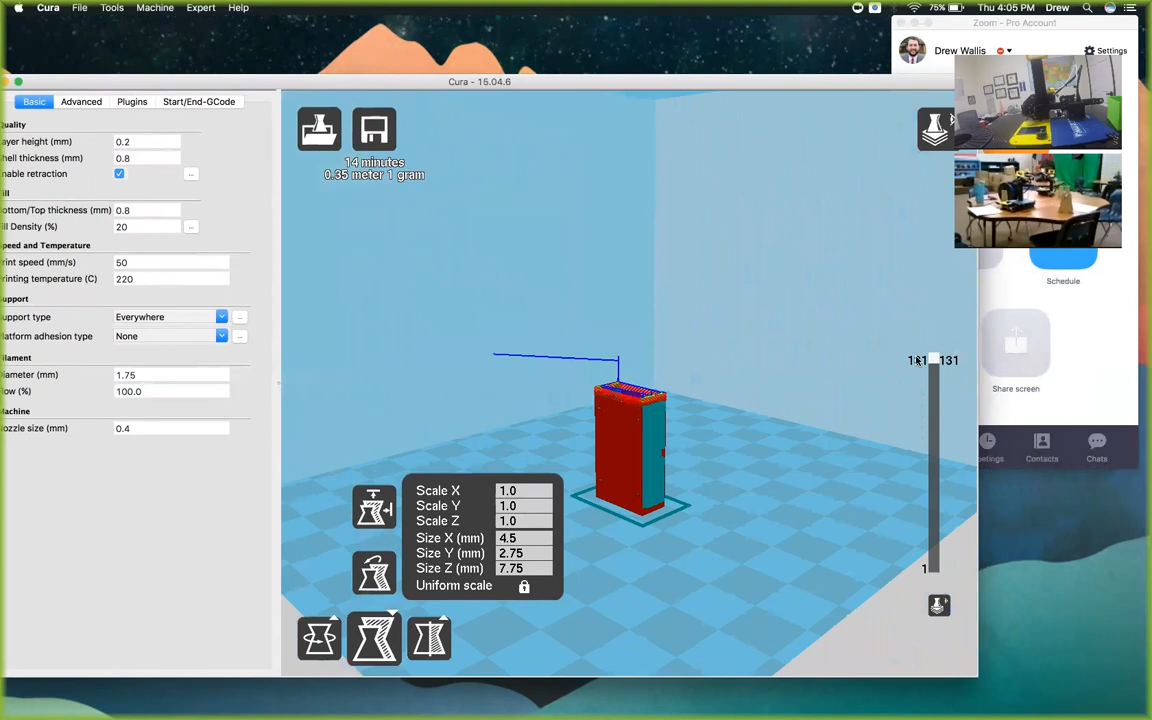 Cura File Tools Machine Expert Help 75% Thu 4:05 PM Drew
Zoom - Pro Account
Drew Wallis Settings
Cura - 15.04.6
Basic Advanced Plugins Start/End-GCode
Quality
ayer height (mm) 0.2
hell thickness (mm) 0.8
nable retraction ...
ill
ottom/Top thickness (mm) 0.8
ill Density (%) 20 ...
Speed and Temperature
rint speed (mm/s) 50
rinting temperature (C) 220
upport
upport type Everywhere ...
latform adhesion type None ...
ilament
iameter (mm) 1.75
low (%) 100.0
Machine
ozzle size (mm) 0.4
14 minutes
0.35 meter 1 gram
131
1
Scale X 1.0
Scale Y 1.0
Scale Z 1.0
Size X (mm) 4.5
Size Y (mm) 2.75
Size Z (mm) 7.75
Uniform scale
Schedule
Share screen
ettings Contacts Chats